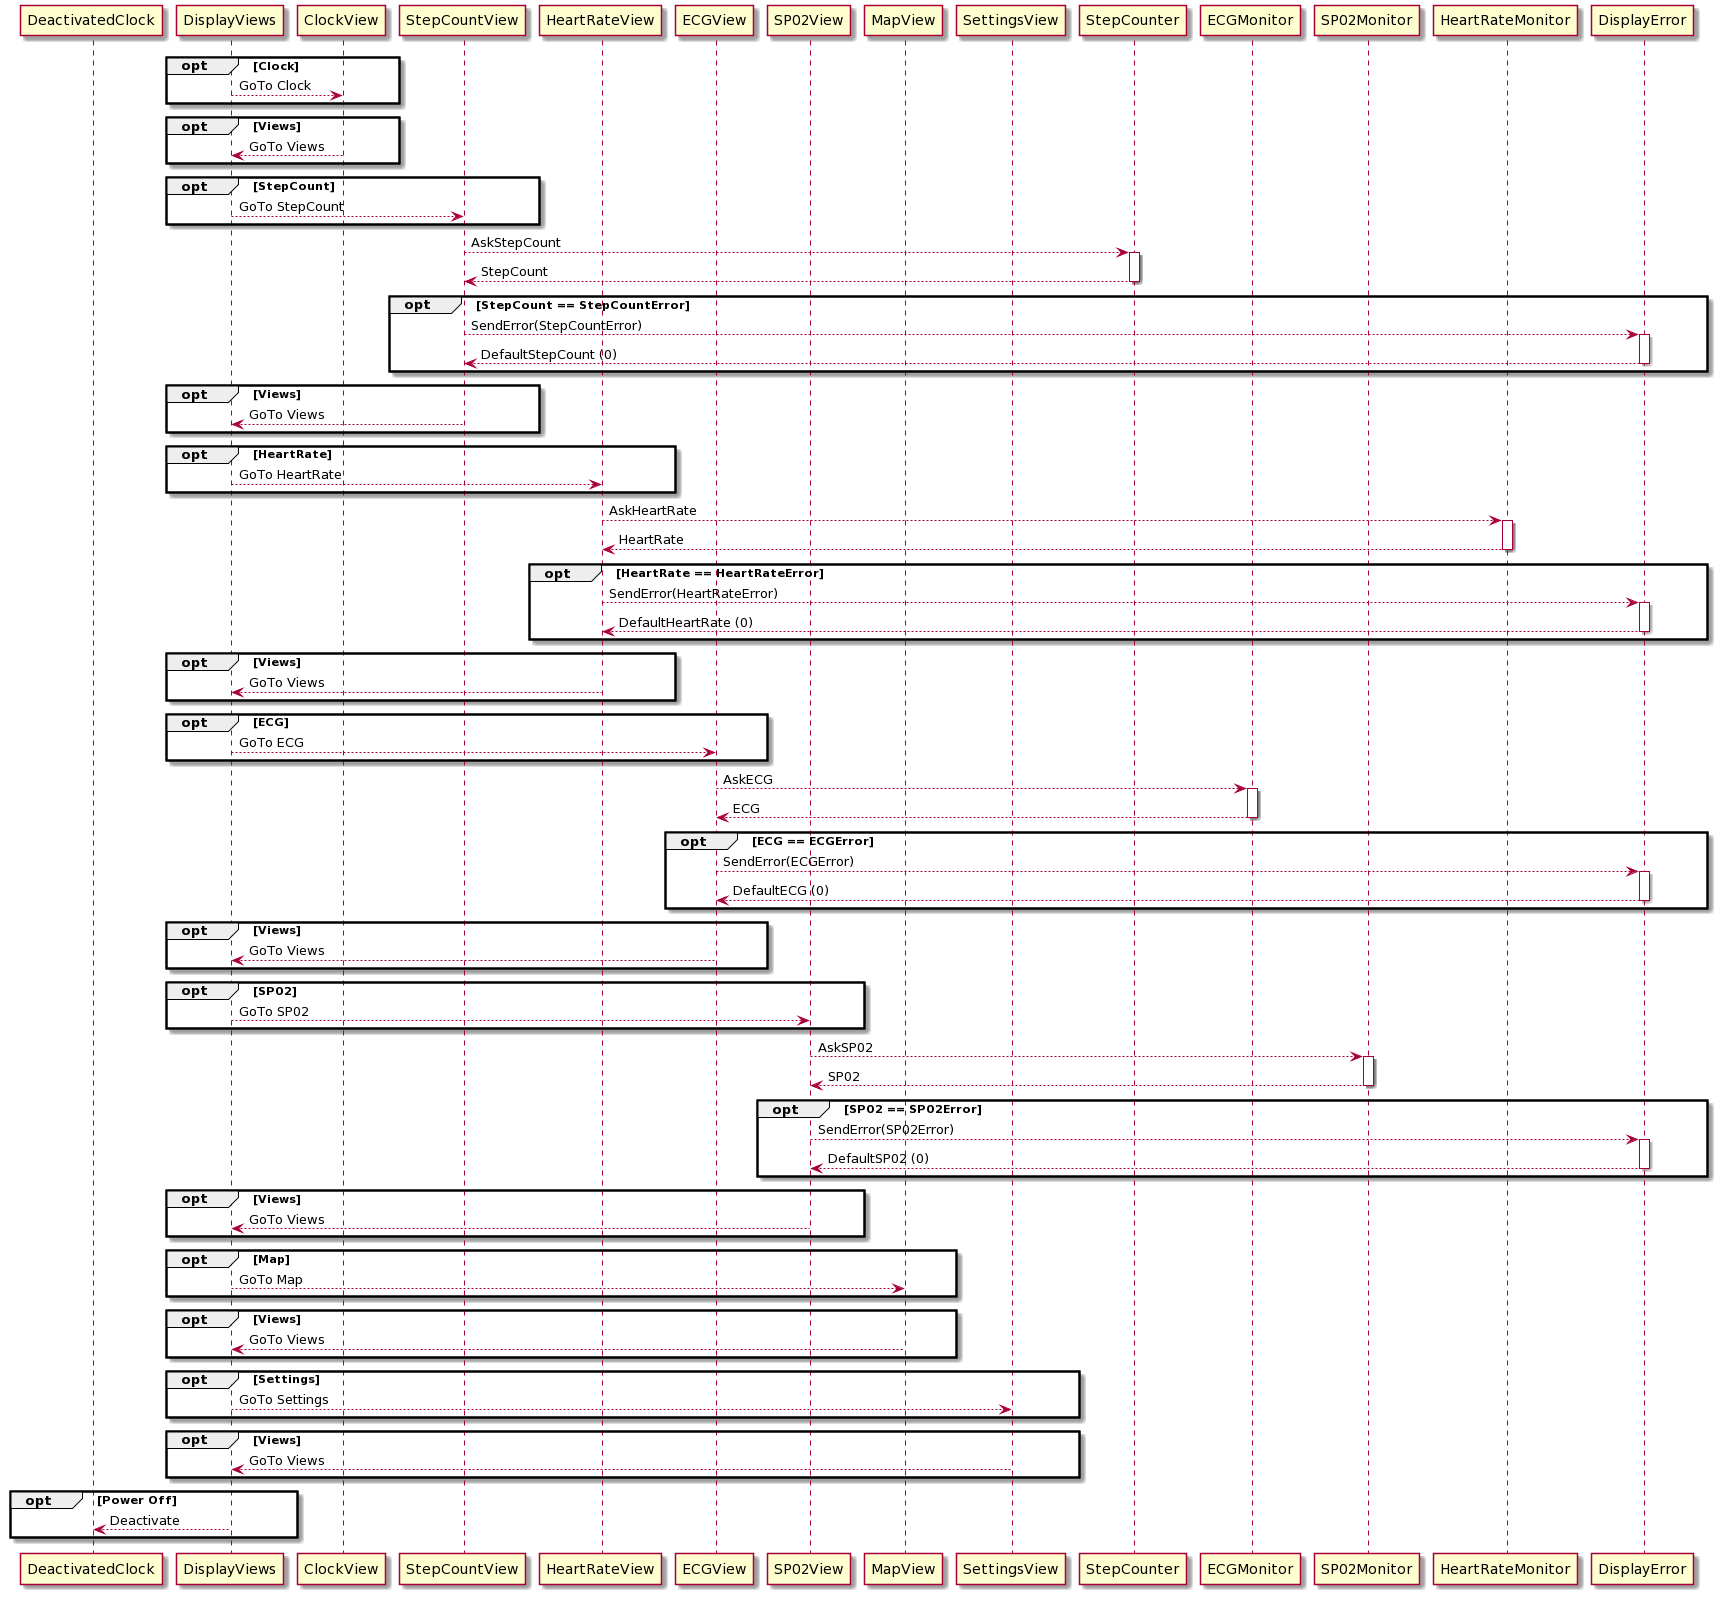 DeactivatedClock DisplayViews ClockView StepCountView HeartRateView ECGView SP02View MapView SettingsView StepCounter ECGMonitor SP02Monitor HeartRateMonitor DisplayError
opt [Clock]
GoTo Clock
opt [Views]
GoTo Views
opt [StepCount]
GoTo StepCount
AskStepCount
StepCount
opt [StepCount == StepCountError]
SendError(StepCountError)
DefaultStepCount (0)
opt [Views]
GoTo Views
opt [HeartRate]
GoTo HeartRate
AskHeartRate
HeartRate
opt [HeartRate == HeartRateError]
SendError(HeartRateError)
DefaultHeartRate (0)
opt [Views]
GoTo Views
opt [ECG]
GoTo ECG
AskECG
ECG
opt [ECG == ECGError]
SendError(ECGError)
DefaultECG (0)
opt [Views]
GoTo Views
opt [SP02]
GoTo SP02
AskSP02
SP02
opt [SP02 == SP02Error]
SendError(SP02Error)
DefaultSP02 (0)
opt [Views]
GoTo Views
opt [Map]
GoTo Map
opt [Views]
GoTo Views
opt [Settings]
GoTo Settings
opt [Views]
GoTo Views
opt [Power Off]
Deactivate
DeactivatedClock DisplayViews ClockView StepCountView HeartRateView ECGView SP02View MapView SettingsView StepCounter ECGMonitor SP02Monitor HeartRateMonitor DisplayError